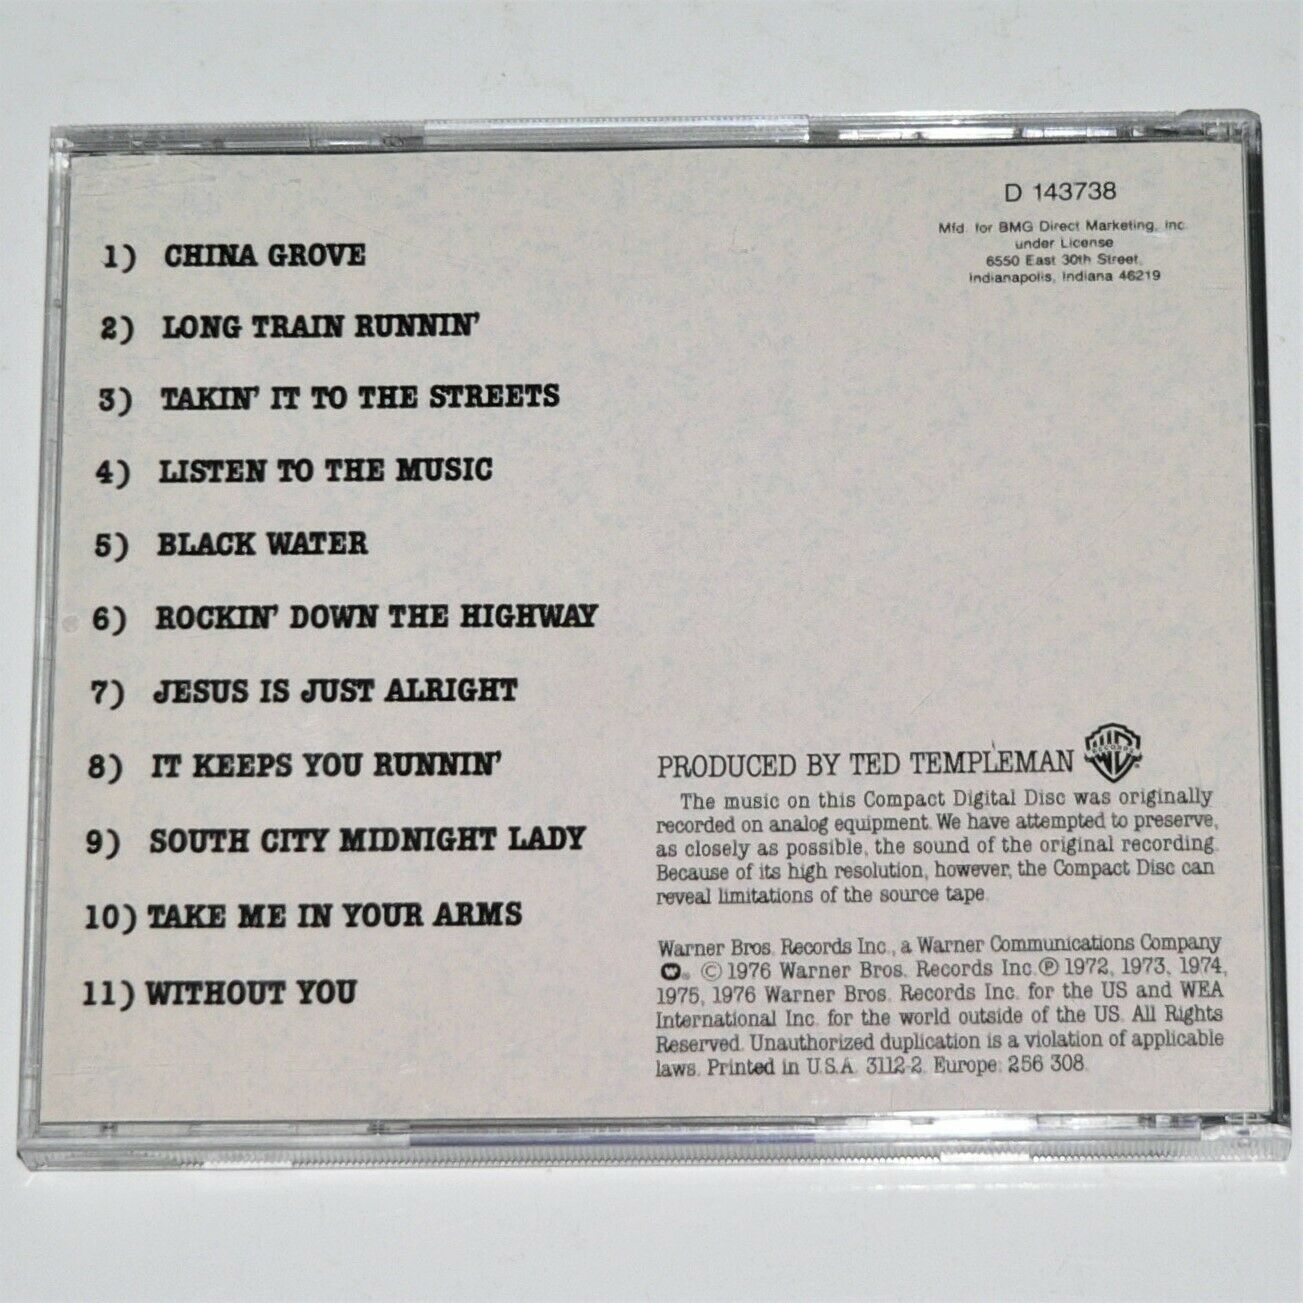 D 143738
Mfd. for BMG Direct Marketing, Inc.
under License
6550 East 30th Street,
Indianapolis, Indiana 46219
1) CHINA GROVE
2) LONG TRAIN RUNNIN'
3) TAKIN' IT TO THE STREETS
4) LISTEN TO THE MUSIC
5) BLACK WATER
6) ROCKIN' DOWN THE HIGHWAY
7) JESUS IS JUST ALRIGHT
8) IT KEEPS YOU RUNNIN'
9) SOUTH CITY MIDNIGHT LADY
10) TAKE ME IN YOUR ARMS
11) WITHOUT YOU
PRODUCED BY TED TEMPLEMAN
WB RECORDS
The music on this Compact Digital Disc was originally
recorded on analog equipment. We have attempted to preserve,
as closely as possible, the sound of the original recording.
Because of its high resolution, however, the Compact Disc can
reveal limitations of the source tape.
Warner Bros. Records Inc., a Warner Communications Company
®. © 1976 Warner Bros. Records Inc. ℗ 1972, 1973, 1974,
1975, 1976 Warner Bros. Records Inc. for the US and WEA
International Inc. for the world outside of the US. All Rights
Reserved. Unauthorized duplication is a violation of applicable
laws. Printed in U.S.A. 3112-2. Europe: 256 308.